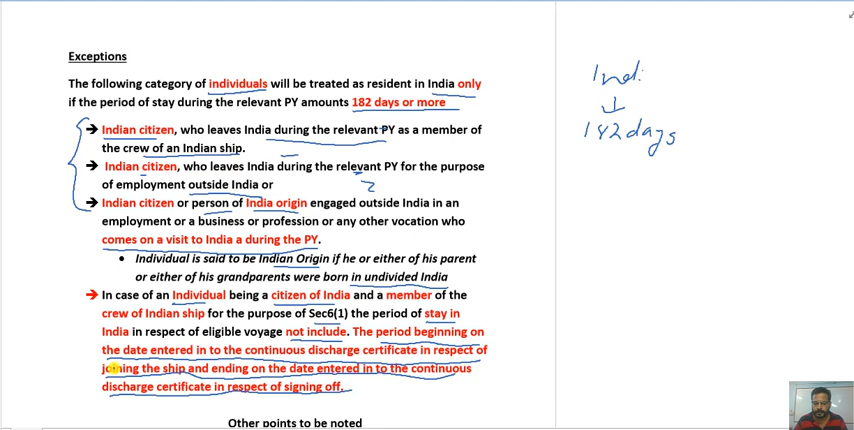 Exceptions
The following category of individuals will be treated as resident in India only
if the period of stay during the relevant PY amounts 182 days or more
➔ Indian citizen, who leaves India during the relevant PY as a member of
the crew of an Indian ship.
➔ Indian citizen, who leaves India during the relevant PY for the purpose
of employment outside India or
➔ Indian citizen or person of India origin engaged outside India in an
employment or a business or profession or any other vocation who
comes on a visit to India a during the PY.
• Individual is said to be Indian Origin if he or either of his parent
or either of his grandparents were born in undivided India
➔ In case of an Individual being a citizen of India and a member of the
crew of Indian ship for the purpose of Sec6(1) the period of stay in
India in respect of eligible voyage not include. The period beginning on
the date entered in to the continuous discharge certificate in respect of
joining the ship and ending on the date entered in to the continuous
discharge certificate in respect of signing off.
Other points to be noted
Indi
↓
182 days